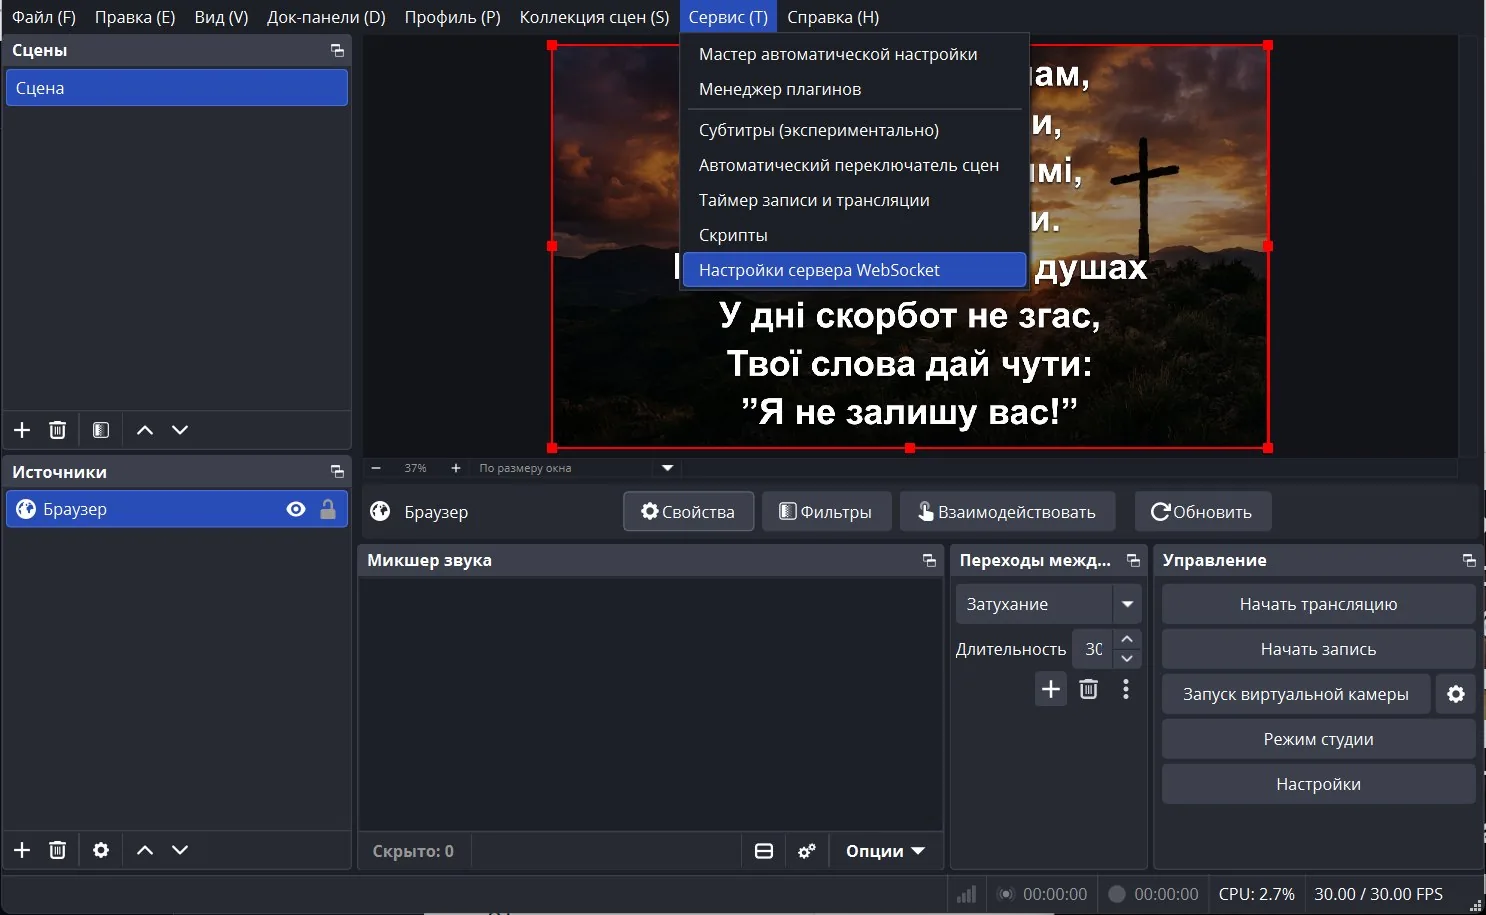 Файл (F) Правка (E) Вид (V) Док-панели (D) Профиль (P) Коллекция сцен (S) Сервис (T) Справка (H)
Сцены
Сцена
Мастер автоматической настройки
Менеджер плагинов
Субтитры (экспериментально)
Автоматический переключатель сцен
Таймер записи и трансляции
Скрипты
Настройки сервера WebSocket
душах
У дні скорбот не згас,
Твої слова дай чути:
”Я не залишу вас!”
37% По размеру окна
Источники
Браузер
Браузер Свойства Фильтры Взаимодействовать Обновить
Микшер звука
Скрыто: 0 Опции
Переходы межд...
Затухание
Длительность 30
Управление
Начать трансляцию
Начать запись
Запуск виртуальной камеры
Режим студии
Настройки
00:00:00 00:00:00 CPU: 2.7% 30.00 / 30.00 FPS